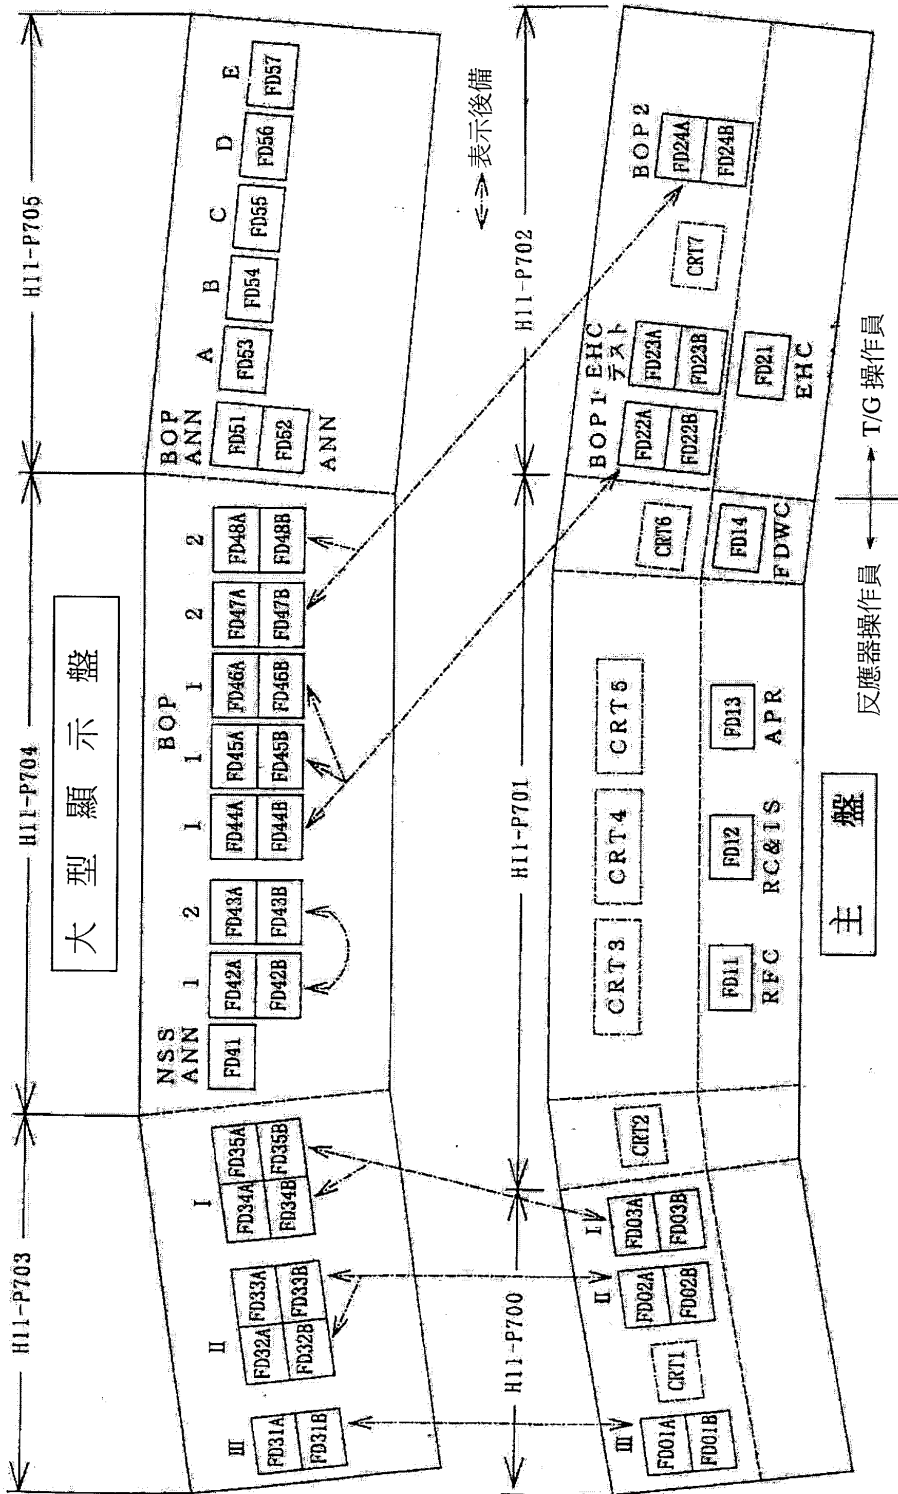 H11-P703
H11-P704
H11-P705
大型顯示盤
Ⅲ
FD31A
FD31B
Ⅱ
FD32A
FD33A
FD32B
FD33B
Ⅰ
FD34A
FD35A
FD34B
FD35B
NSS
ANN
FD41
1
FD42A
FD42B
2
FD43A
FD43B
BOP
1
FD44A
FD44B
1
FD45A
FD45B
1
FD46A
FD46B
2
FD47A
FD47B
2
FD48A
FD48B
BOP
ANN
FD51
FD52
ANN
A
FD53
B
FD54
C
FD55
D
FD56
E
FD57
表示後備
H11-P700
H11-P701
H11-P702
Ⅲ
FD01A
FD01B
CRT1
Ⅱ
FD02A
FD02B
Ⅰ
FD03A
FD03B
CRT2
CRT3
CRT4
CRT5
CRT6
FD11
RFC
FD12
RC&IS
FD13
APR
FD14
FDWC
BOP1
FD22A
FD22B
EHC
テスト
FD23A
FD23B
FD21
EHC
CRT7
BOP2
FD24A
FD24B
主盤
反應器操作員
T/G 操作員